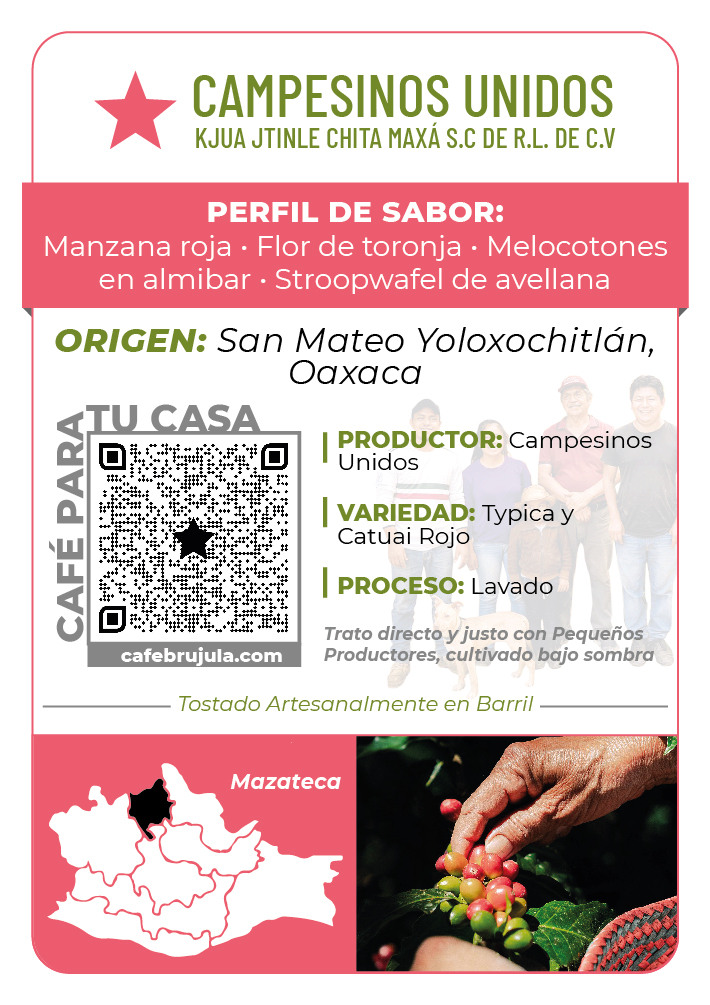 CAMPESINOS UNIDOS
KJUA JTINLE CHITA MAXÁ S.C DE R.L. DE C.V
PERFIL DE SABOR:
Manzana roja • Flor de toronja • Melocotones
en almibar • Stroopwafel de avellana
ORIGEN: San Mateo Yoloxochitlán,
Oaxaca
CAFÉ PARA
TU CASA
cafebrujula.com
PRODUCTOR: Campesinos
Unidos
VARIEDAD: Typica y
Catuai Rojo
PROCESO: Lavado
Trato directo y justo con Pequeños
Productores, cultivado bajo sombra
Tostado Artesanalmente en Barril
Mazateca